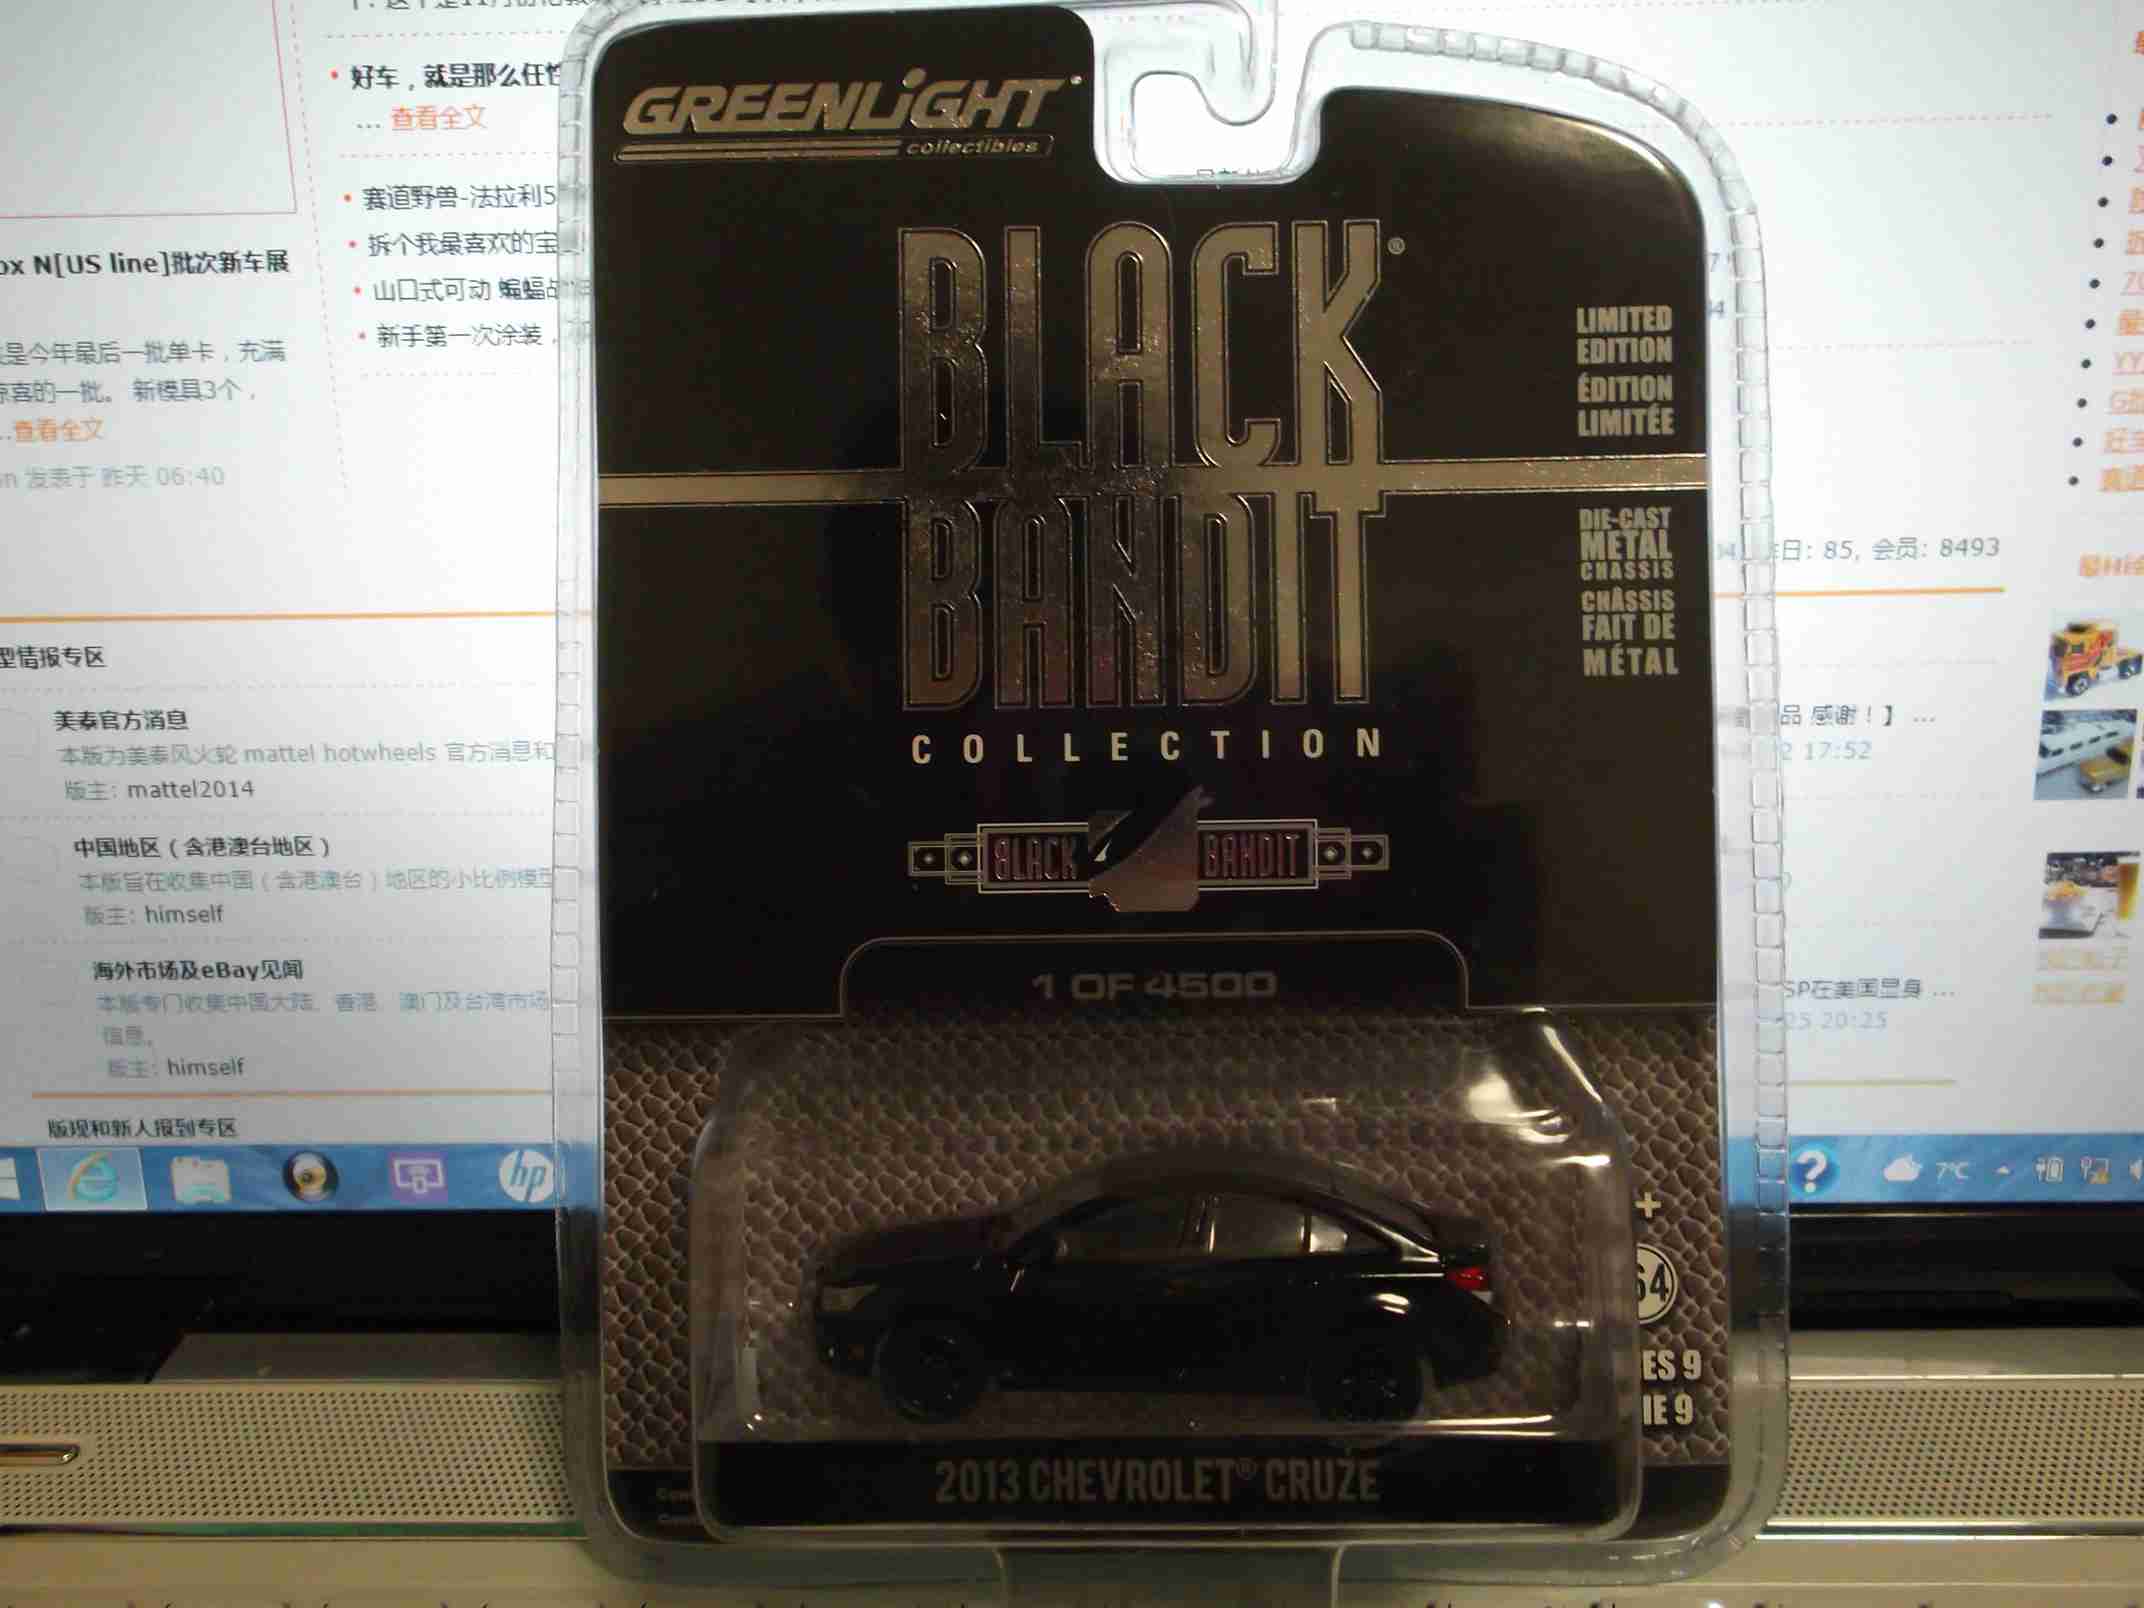 好车，就是那么任性
... 查看全文
赛道野兽-法拉利5
拆个我最喜欢的宝
山口式可动 蝙蝠
新手第一次涂装，
ox N[US line]批次新车展
是今年最后一批单卡，充满
惊喜的一批。 新模具3个，
...查看全文
发表于 昨天 06:40
型情报专区
美泰官方消息
本版为美泰风火轮 mattel hotwheels 官方消息和
版主: mattel2014
中国地区（含港澳台地区）
本版旨在收集中国（含港澳台）地区的小比例模型
版主: himself
海外市场及eBay见闻
本版专门收集中国大陆、香港、澳门及台湾市场
信息。
版主: himself
版规和新人报到专区
hp
GREENLiGHT®
collectibles
BLACK®
BANDIT
COLLECTION
LIMITED
EDITION
ÉDITION
LIMITÉE
DIE-CAST
METAL
CHASSIS
CHÂSSIS
FAIT DE
MÉTAL
BLACK BANDIT
1 OF 4500
+
64
ES 9
IE 9
2013 CHEVROLET® CRUZE
日: 85, 会员: 8493
品 感谢！】 ...
2 17:52
SP在美国显身 ...
25 20:25
?
7°C